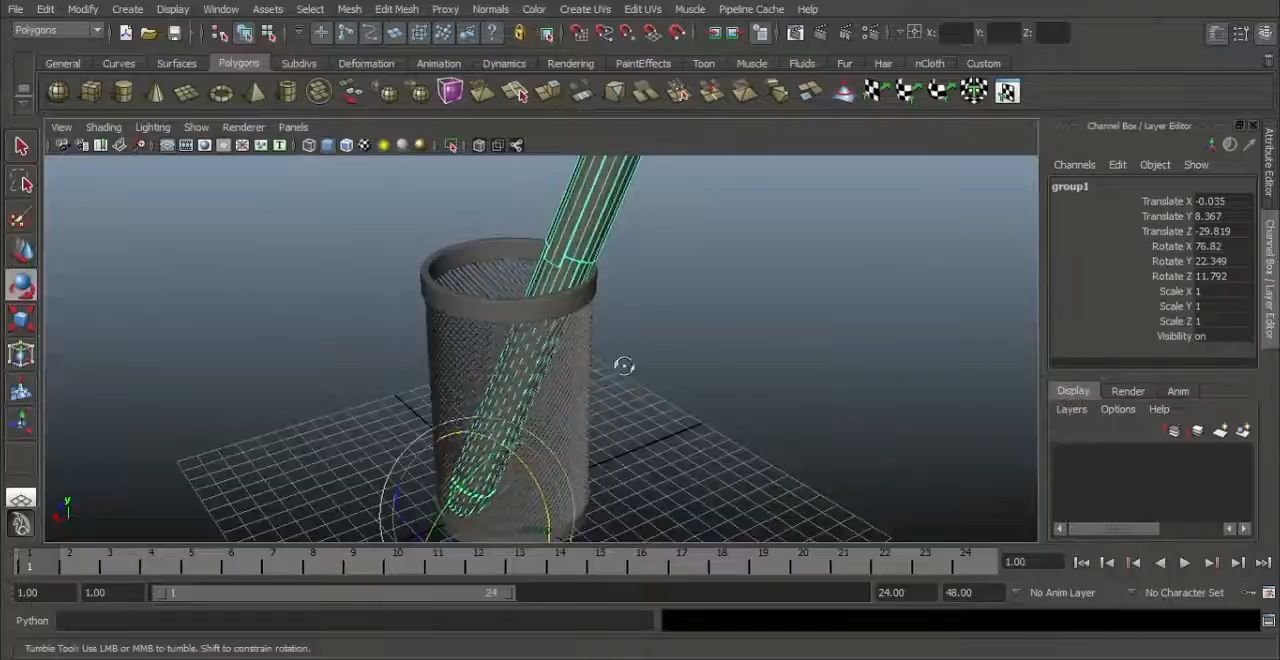 File Edit Modify Create Display Window Assets Select Mesh Edit Mesh Proxy Normals Color Create UVs Edit UVs Muscle Pipeline Cache Help
Polygons X: Y: Z:
General Curves Surfaces Polygons Subdivs Deformation Animation Dynamics Rendering PaintEffects Toon Muscle Fluids Fur Hair nCloth Custom
View Shading Lighting Show Renderer Panels
Channel Box / Layer Editor
Channels Edit Object Show
group1
Translate X -0.035
Translate Y 8.367
Translate Z -29.819
Rotate X 76.82
Rotate Y 22.349
Rotate Z 11.792
Scale X 1
Scale Y 1
Scale Z 1
Visibility on
Attribute Editor
Channel Box / Layer Editor
Display Render Anim
Layers Options Help
y
1 2 3 4 5 6 7 8 9 10 11 12 13 14 15 16 17 18 19 20 21 22 23 24
1
1.00
1.00 1.00 1 24 24.00 48.00 No Anim Layer No Character Set
Python
Tumble Tool: Use LMB or MMB to tumble. Shift to constrain rotation.